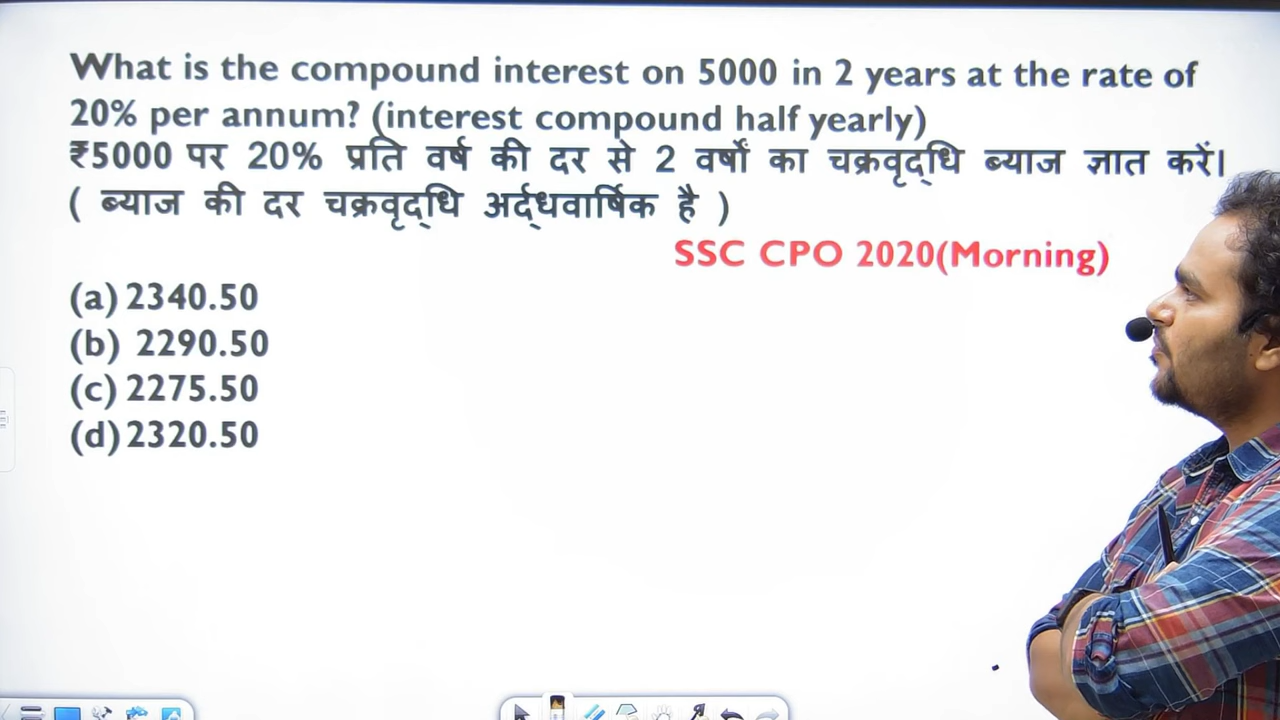 What is the compound interest on 5000 in 2 years at the rate of
20% per annum? (interest compound half yearly)
₹5000 पर 20% प्रति वर्ष की दर से 2 वर्षों का चक्रवृद्धि ब्याज ज्ञात करें।
( ब्याज की दर चक्रवृद्धि अर्द्धवार्षिक है )
SSC CPO 2020(Morning)
(a) 2340.50
(b) 2290.50
(c) 2275.50
(d) 2320.50